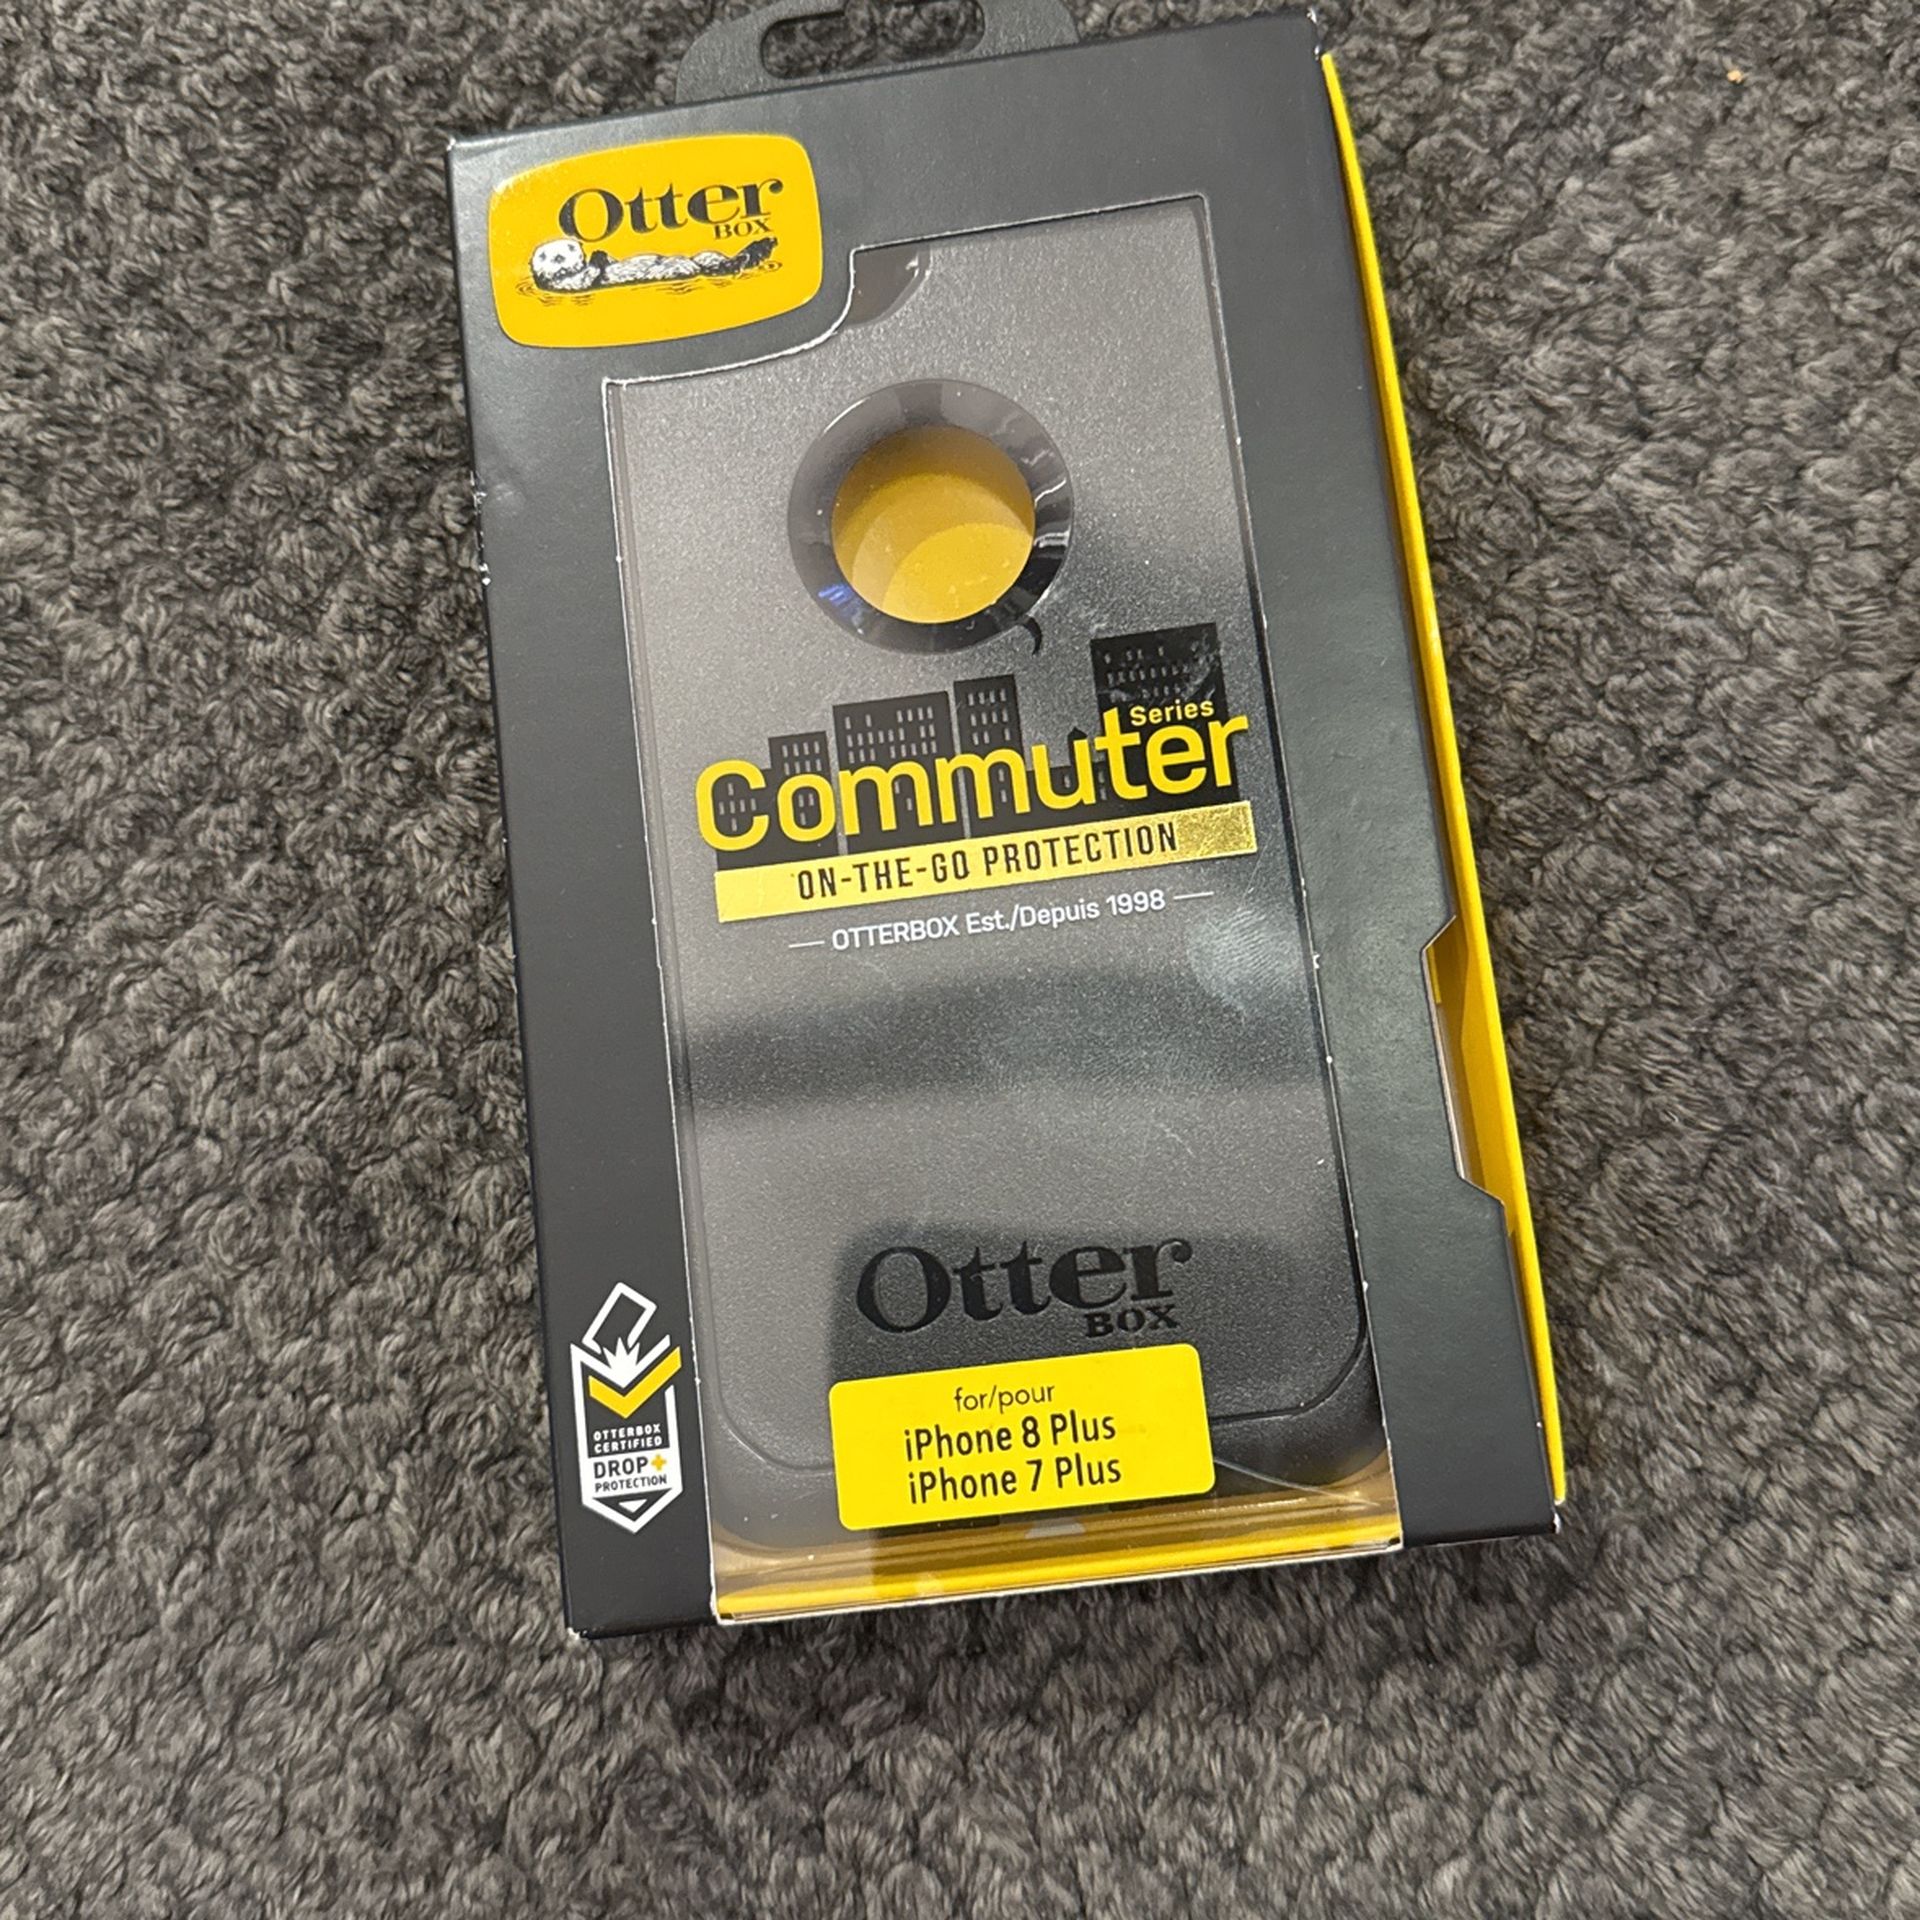 Otter
BOX
Series
Commuter
ON-THE-GO PROTECTION
OTTERBOX Est./Depuis 1998
Otter
BOX
for/pour
iPhone 8 Plus
iPhone 7 Plus
OTTERBOX
CERTIFIED
DROP+
PROTECTION